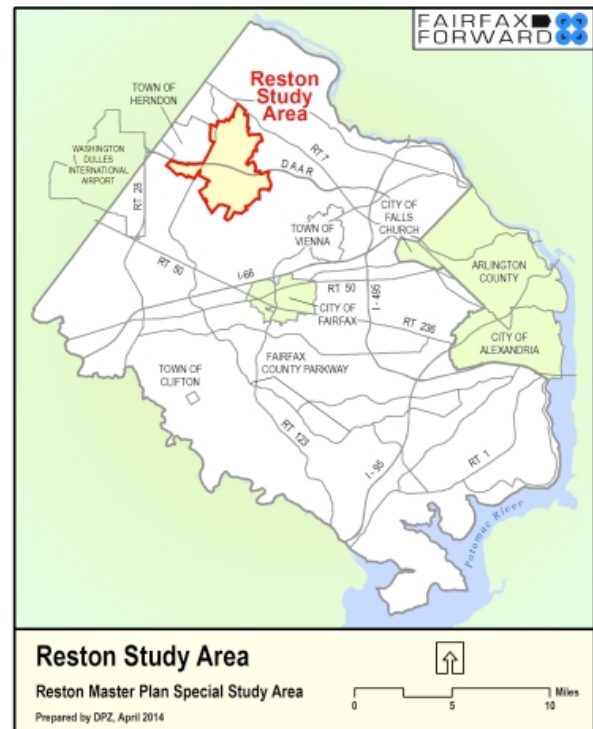 FAIRFAX
FORWARD
Reston
Study
Area
TOWN OF
HERNDON
WASHINGTON
DULLES
INTERNATIONAL
AIRPORT
RT 28
RT 7
DAAR
CITY OF
FALLS
CHURCH
TOWN OF
VIENNA
RT 50
I-66
ARLINGTON
COUNTY
RT 50
CITY OF
FAIRFAX
I-495
RT 236
CITY OF
ALEXANDRIA
FAIRFAX
COUNTY PARKWAY
TOWN OF
CLIFTON
RT 123
I-95
RT 1
Potomac River
Reston Study Area
Reston Master Plan Special Study Area
Prepared by DPZ, April 2014
Miles
0 5 10